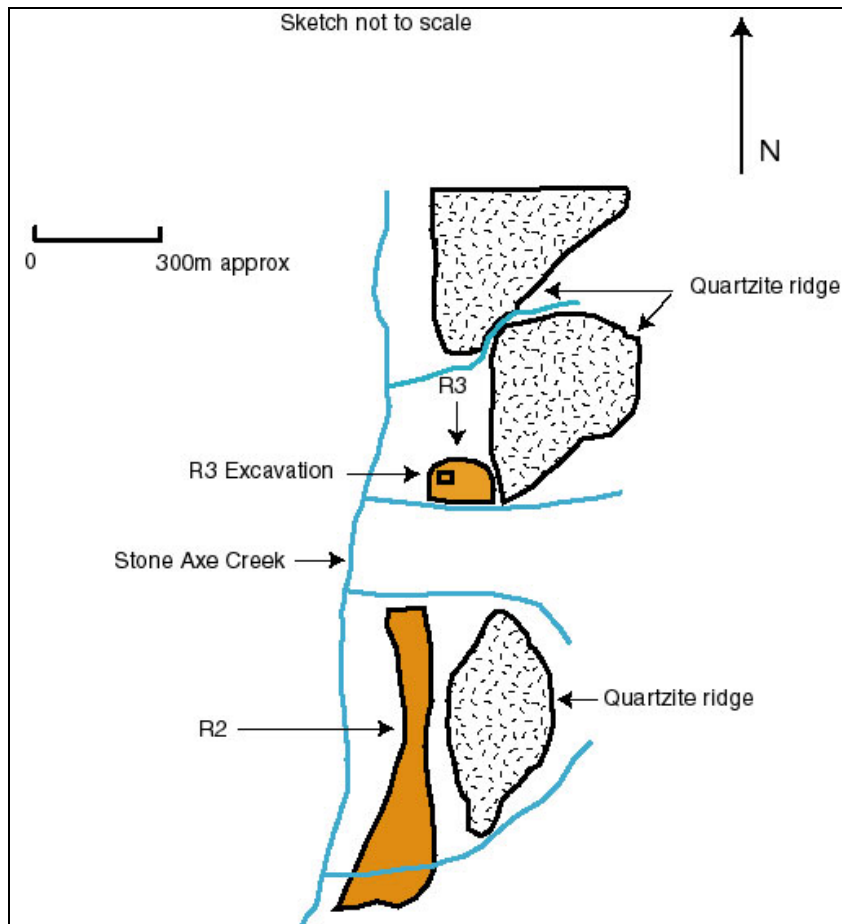 Sketch not to scale
N
0 300m approx
Quartzite ridge
R3
R3 Excavation
Stone Axe Creek
Quartzite ridge
R2